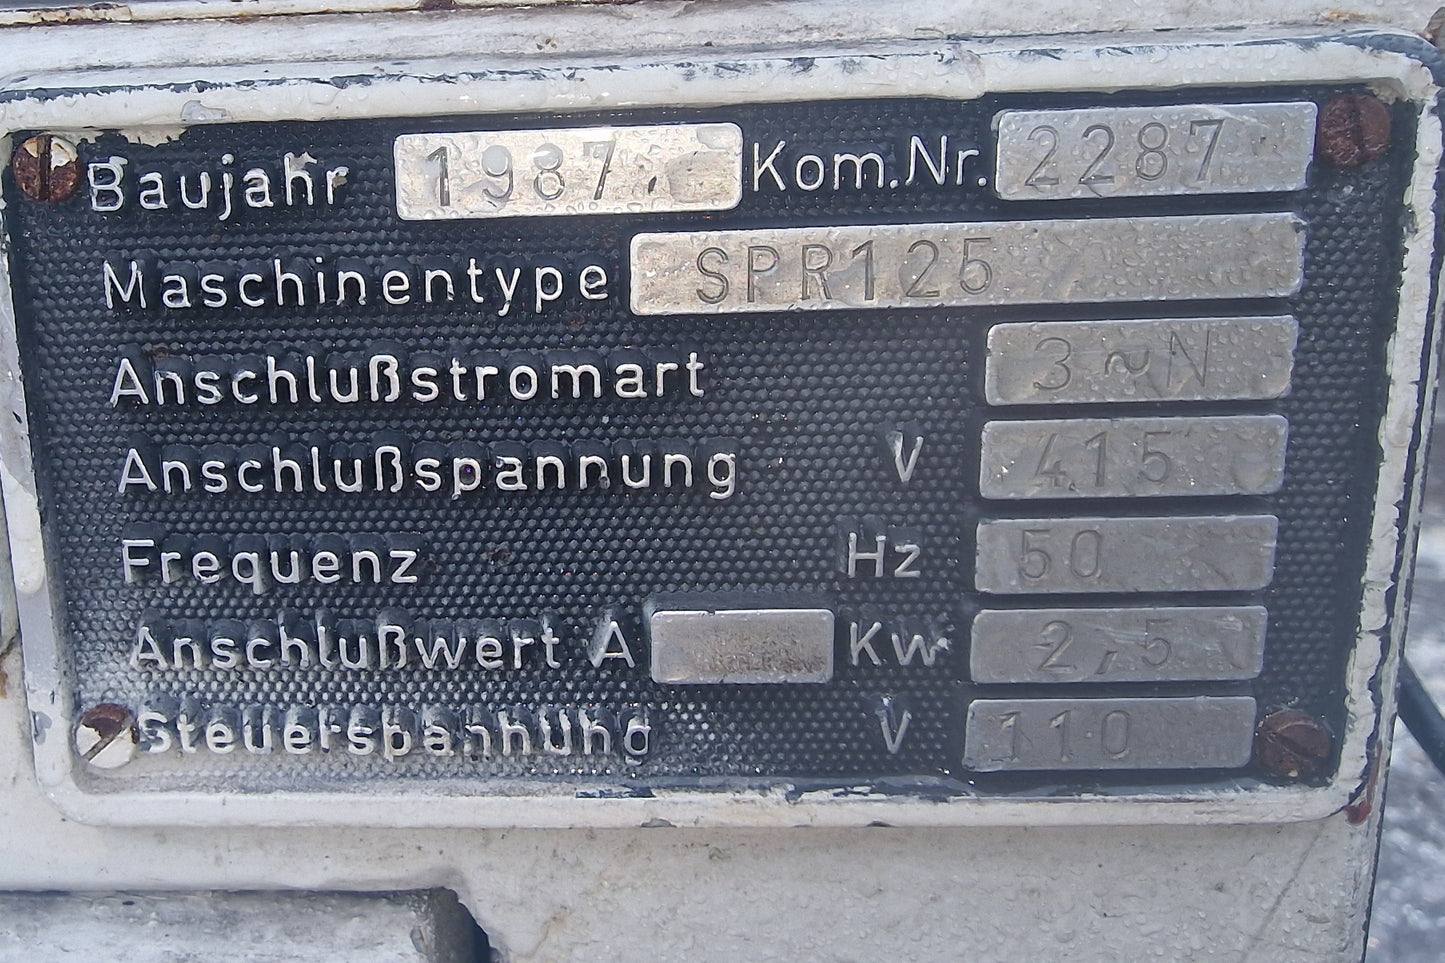 Baujahr 1987 Kom.Nr. 2287
Maschinentype SPR125
Anschlußstromart 3~N
Anschlußspannung V 415
Frequenz Hz 50
Anschlußwert A Kw 2,5
Steuerspannung V 110